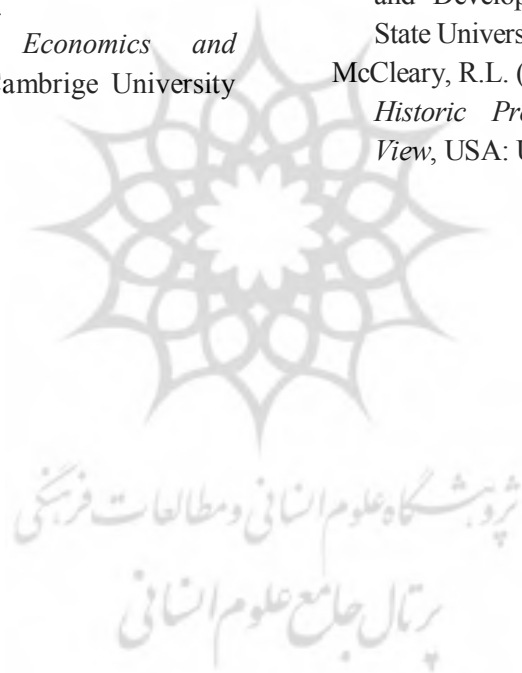 Economics and
Cambrige University
and Develop
State Univers
McCleary, R.L. (
Historic Pr
View, USA: U
پژوهشگاه علوم انسانی و مطالعات فرهنگی
پرتال جامع علوم انسانی